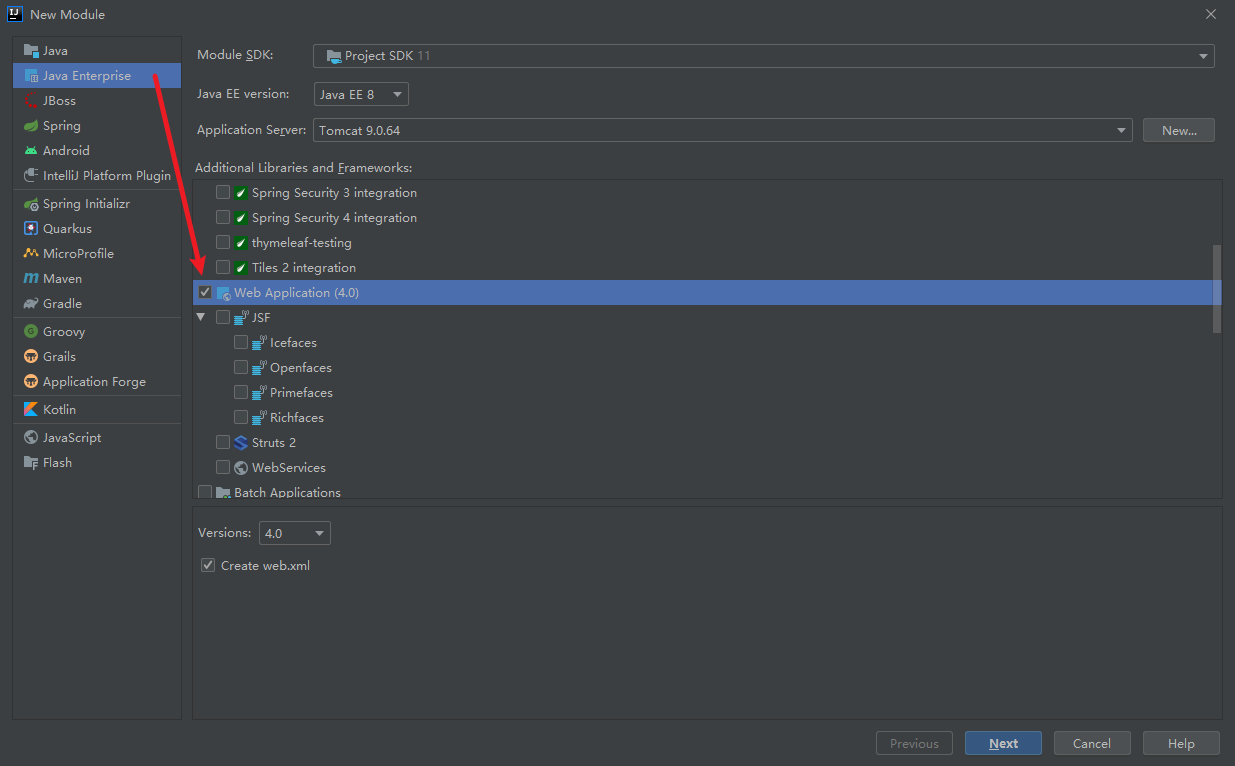 New Module
Java
Java Enterprise
JBoss
Spring
Android
IntelliJ Platform Plugin
Spring Initializr
Quarkus
MicroProfile
Maven
Gradle
Groovy
Grails
Application Forge
Kotlin
JavaScript
Flash
Module SDK: Project SDK 11
Java EE version: Java EE 8
Application Server: Tomcat 9.0.64 New...
Additional Libraries and Frameworks:
Spring Security 3 integration
Spring Security 4 integration
thymeleaf-testing
Tiles 2 integration
Web Application (4.0)
JSF
Icefaces
Openfaces
Primefaces
Richfaces
Struts 2
WebServices
Batch Applications
Versions: 4.0
Create web.xml
Previous Next Cancel Help